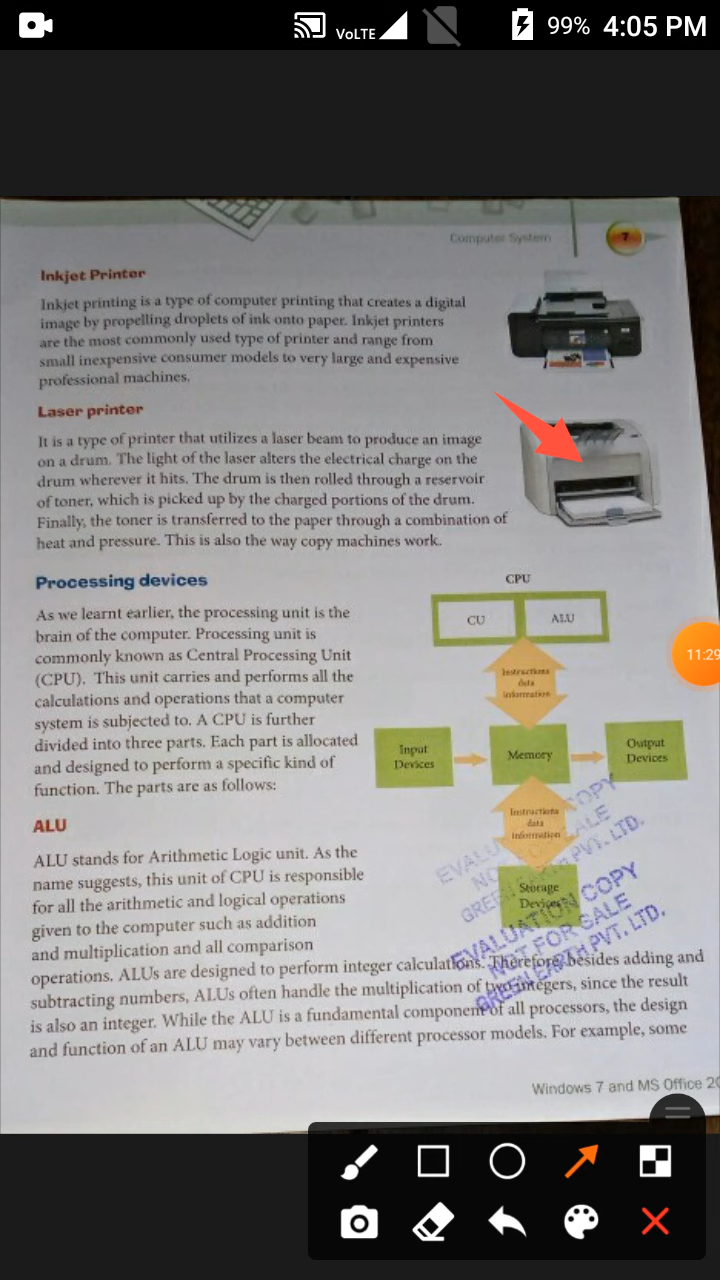 VoLTE 99% 4:05 PM
Computer System 7
Inkjet Printer
Inkjet printing is a type of computer printing that creates a digital
image by propelling droplets of ink onto paper. Inkjet printers
are the most commonly used type of printer and range from
small inexpensive consumer models to very large and expensive
professional machines.
Laser printer
It is a type of printer that utilizes a laser beam to produce an image
on a drum. The light of the laser alters the electrical charge on the
drum wherever it hits. The drum is then rolled through a reservoir
of toner, which is picked up by the charged portions of the drum.
Finally, the toner is transferred to the paper through a combination of
heat and pressure. This is also the way copy machines work.
Processing devices
As we learnt earlier, the processing unit is the
brain of the computer. Processing unit is
commonly known as Central Processing Unit
(CPU). This unit carries and performs all the
calculations and operations that a computer
system is subjected to. A CPU is further
divided into three parts. Each part is allocated
and designed to perform a specific kind of
function. The parts are as follows:
CPU
CU ALU
Instructions
data
information
11:29
Input
Devices
Memory
Output
Devices
Instructions
data
information
Storage
Devices
COPY
SALE
PVT. LTD.
EVALUATION COPY
NOT FOR SALE
PVT. LTD.
ALU
ALU stands for Arithmetic Logic unit. As the
name suggests, this unit of CPU is responsible
for all the arithmetic and logical operations
given to the computer such as addition
and multiplication and all comparison
operations. ALUs are designed to perform integer calculations. Therefore, besides adding and
subtracting numbers, ALUs often handle the multiplication of two integers, since the result
is also an integer. While the ALU is a fundamental component of all processors, the design
and function of an ALU may vary between different processor models. For example, some
Windows 7 and MS Office 20